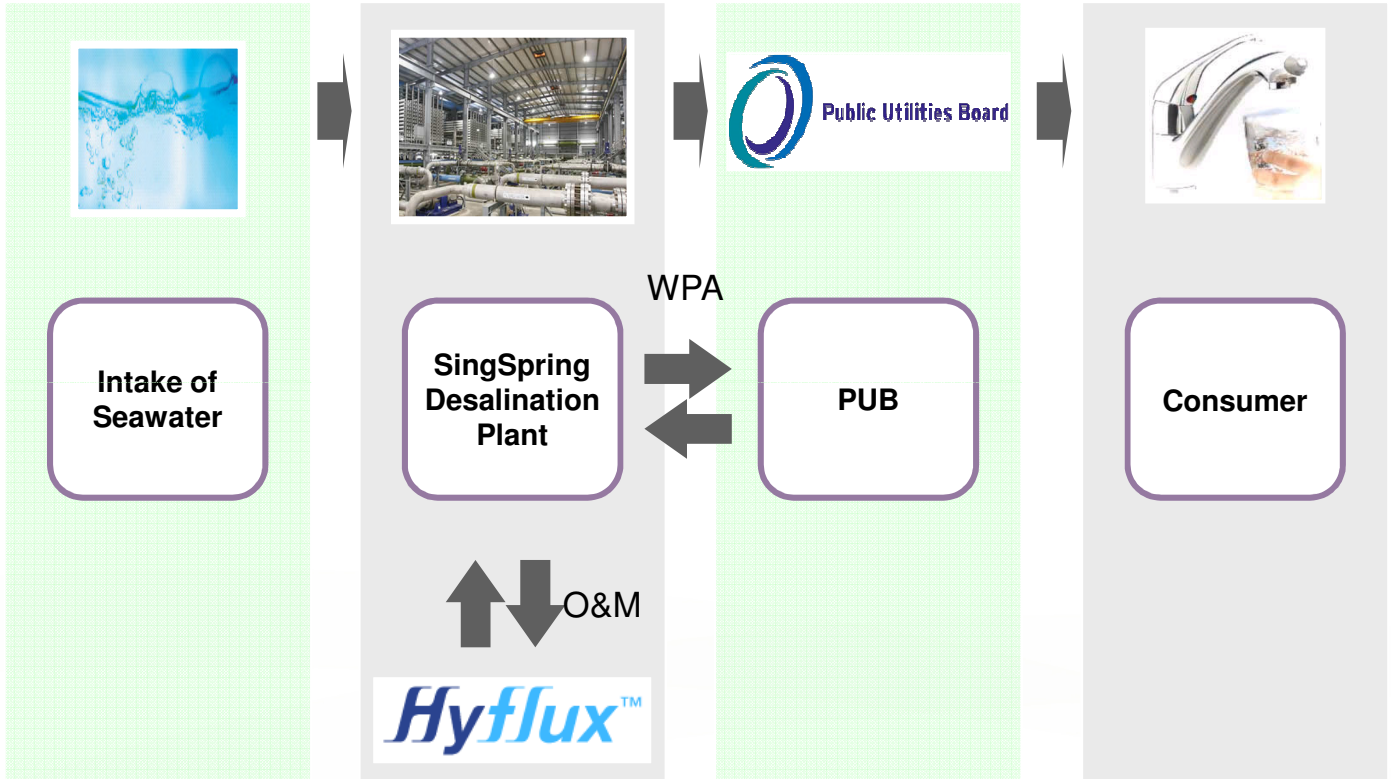 Public Utilities Board
WPA
Intake of
Seawater
SingSpring
Desalination
Plant
PUB
Consumer
O&M
Hyflux™